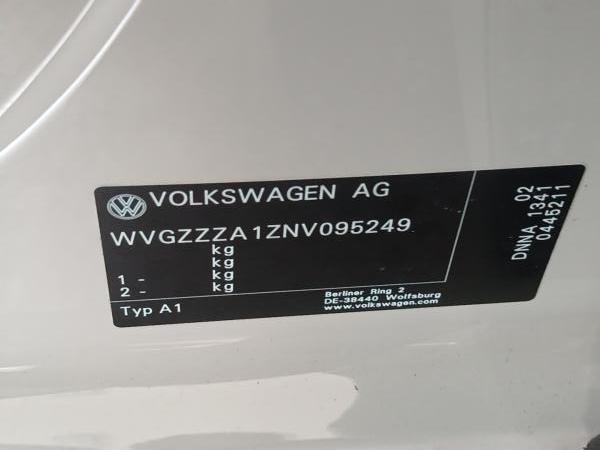 VOLKSWAGEN AG
WVGZZZA1ZNV095249
kg
kg
1 - kg
2 - kg
Typ A1
Berliner Ring 2
DE-38440 Wolfsburg
www.volkswagen.com
02
DNNA 1341
0445211